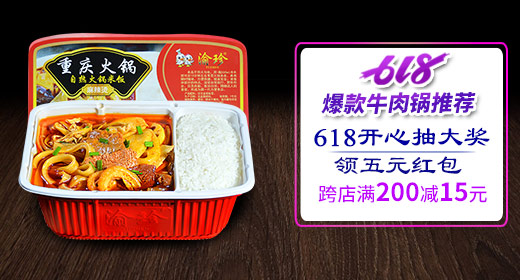 重庆火锅
自热火锅米饭
麻辣烫
渝珍
渝 珍
618
爆款牛肉锅推荐
618开心抽大奖
领五元红包
跨店满200减15元